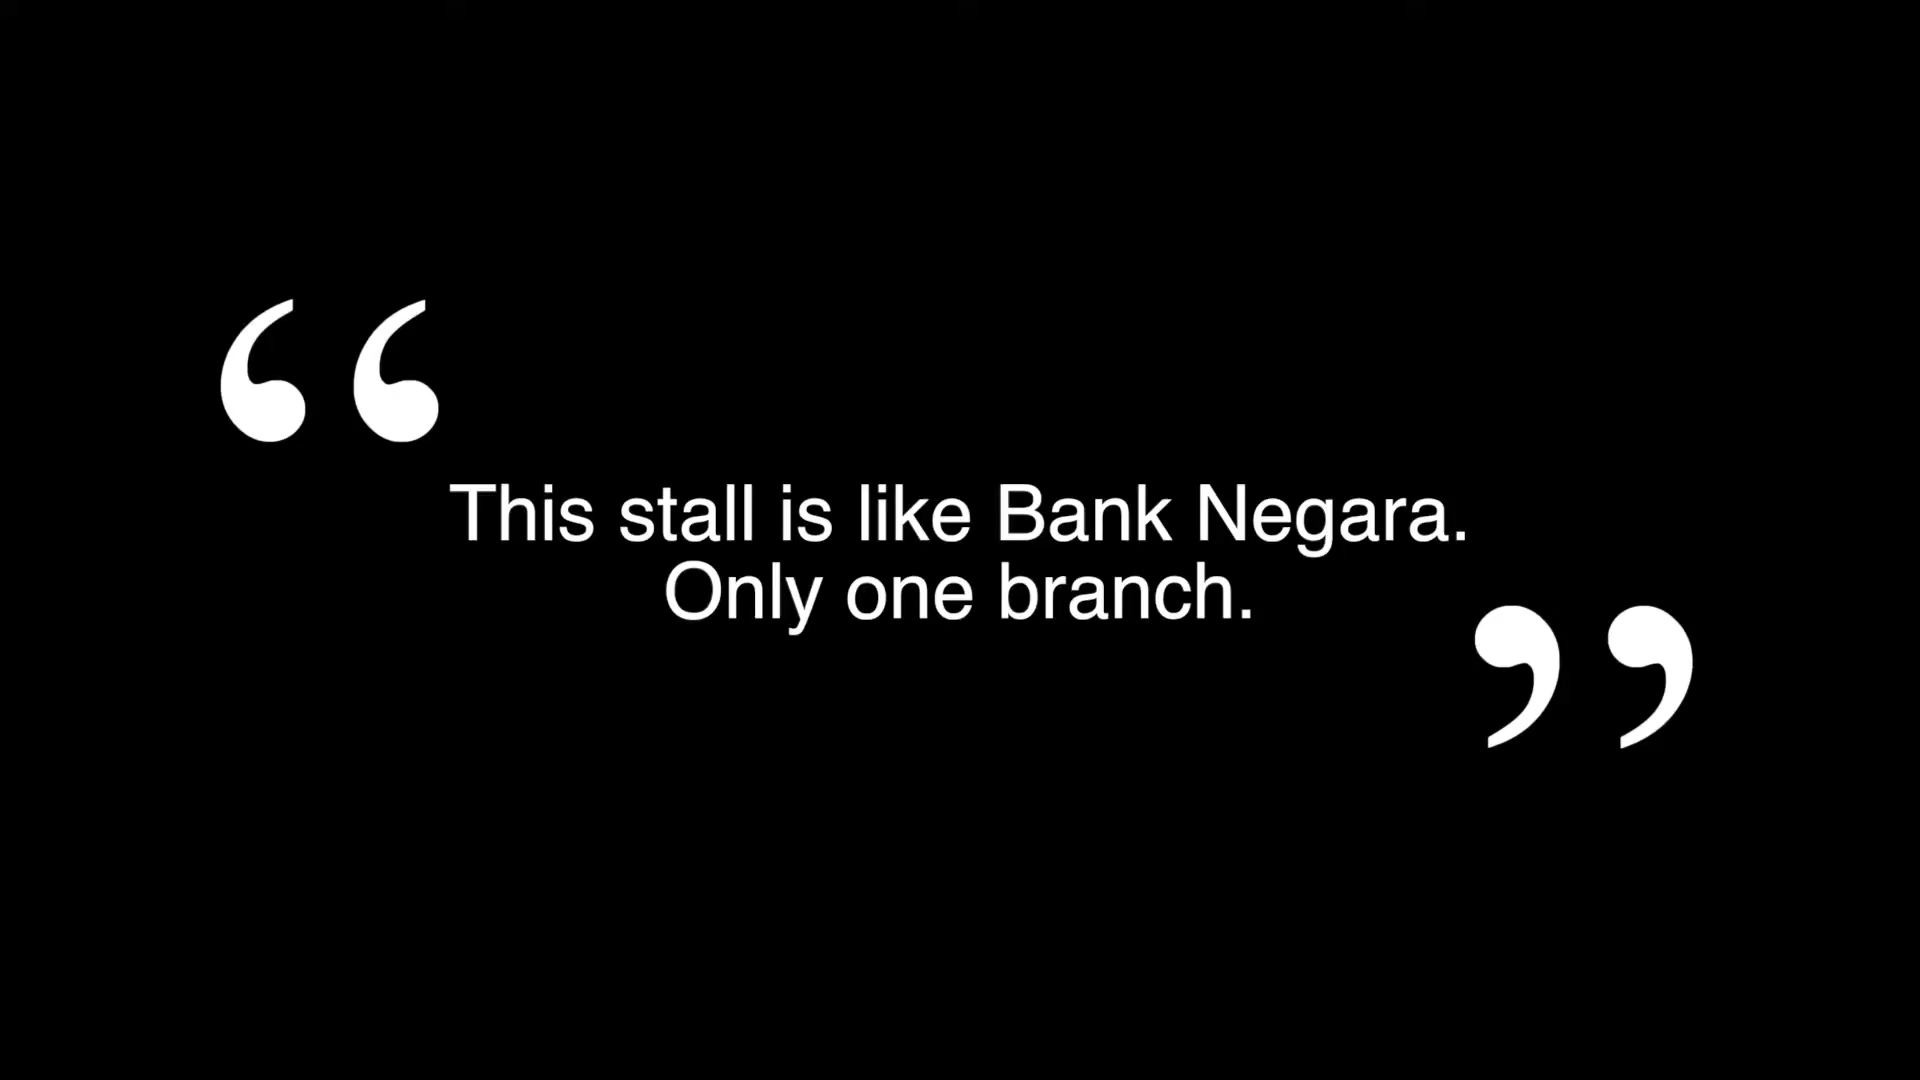 “
This stall is like Bank Negara.
Only one branch.
”